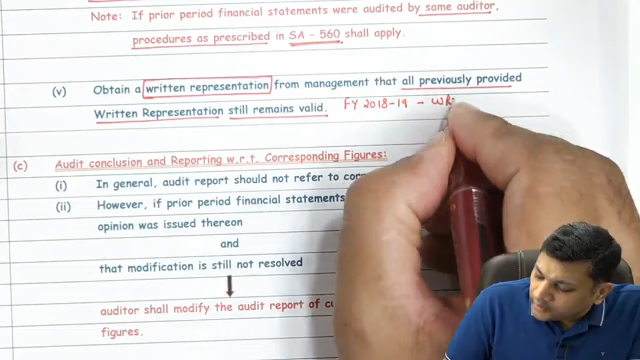 Note: If prior period financial statements were audited by same auditor,
procedures as prescribed in SA - 560 shall apply.
(v) Obtain a written representation from management that all previously provided
Written Representation still remains valid. FY 2018-19 → WR
(c) Audit conclusion and Reporting w.r.t. Corresponding Figures:
(i) In general, audit report should not refer to
(ii) However, if prior period financial statements
opinion was issued thereon
and
that modification is still not resolved
auditor shall modify the audit report of
figures.